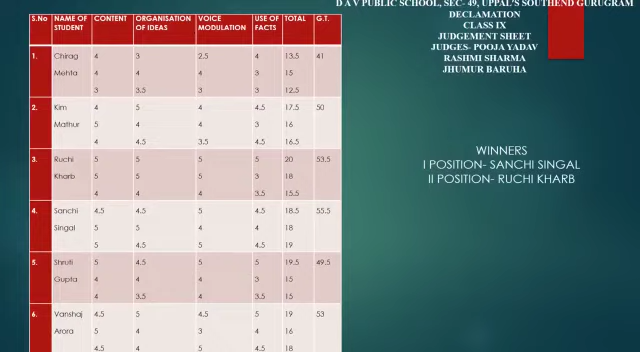 D A V PUBLIC SCHOOL, SEC- 49, UPPAL'S SOUTHEND GURUGRAM
DECLAMATION
CLASS IX
JUDGEMENT SHEET
JUDGES- POOJA YADAV
RASHMI SHARMA
JHUMUR BARUHA
S.No NAME OF STUDENT CONTENT ORGANISATION OF IDEAS VOICE MODULATION USE OF FACTS TOTAL G.T.
1. Chirag 4 3 2.5 4 13.5 41
Mehta 4 4 4 3 15
3 3.5 3 3 12.5
2. Kim 4 5 4 4.5 17.5 50
Mathur 5 4 4 3 16
4 4.5 3.5 4.5 16.5
3. Ruchi 5 5 5 5 20 53.5
Kharb 5 5 5 3 18
4 4 4 3.5 15.5
4. Sanchi 4.5 4.5 5 4.5 18.5 55.5
Singal 5 5 4 4 18
5 4.5 5 4.5 19
5. Shruti 5 4.5 5 5 19.5 49.5
Gupta 4 4 4 3 15
4 3.5 4 3.5 15
6. Vanshaj 4.5 5 4.5 5 19 53
Arora 5 4 3 4 16
4.5 4 5 4.5 18
WINNERS
I POSITION- SANCHI SINGAL
II POSITION- RUCHI KHARB